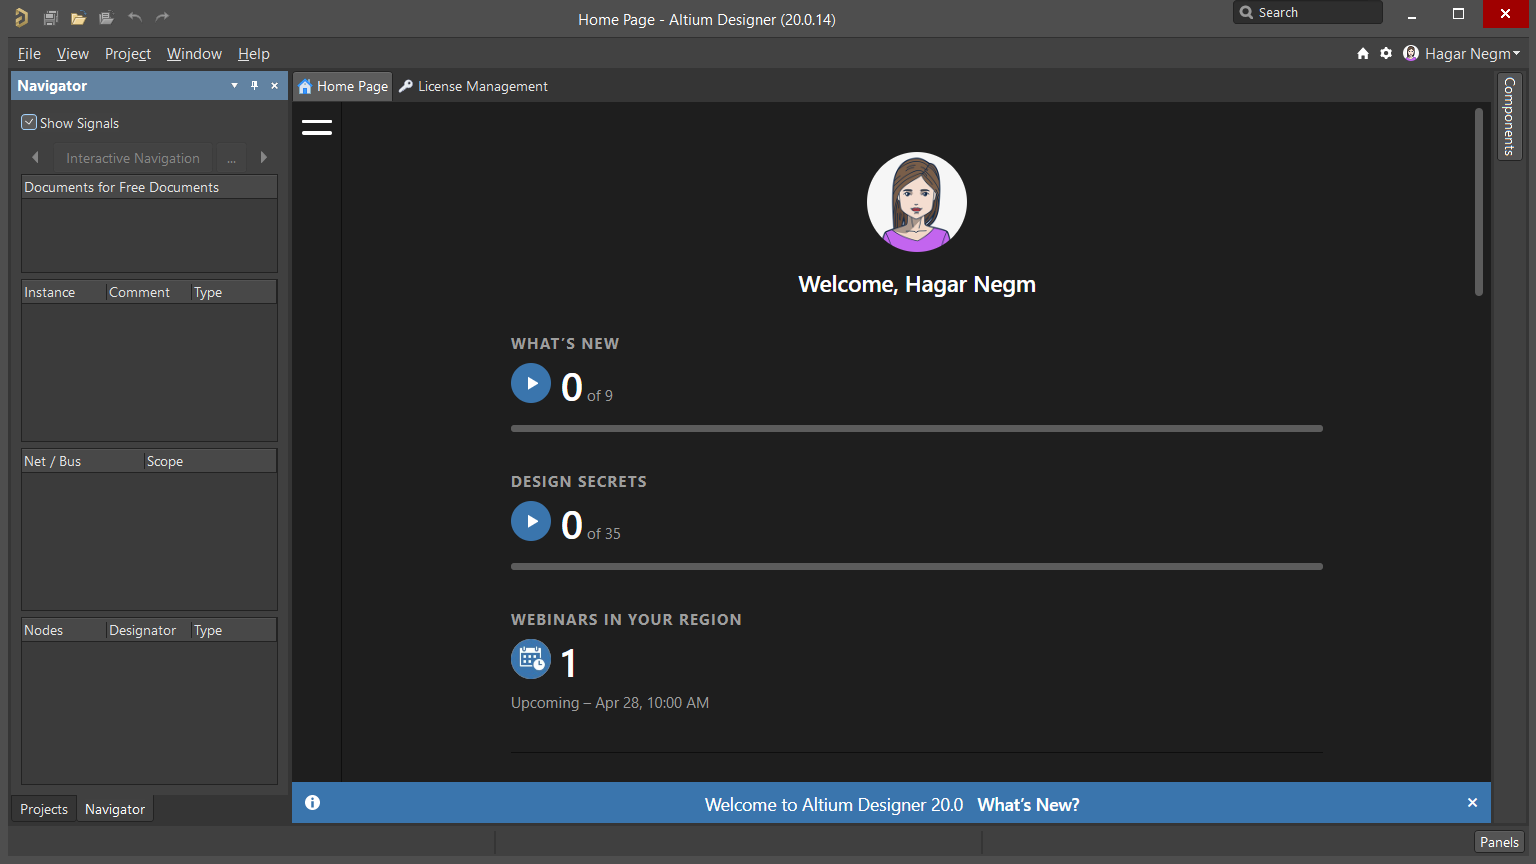 Home Page - Altium Designer (20.0.14)
Search
File View Project Window Help
Hagar Negm
Navigator
Home Page
License Management
Components
Show Signals
Interactive Navigation
...
Documents for Free Documents
Instance Comment Type
Net / Bus Scope
Nodes Designator Type
Projects Navigator
Welcome, Hagar Negm
WHAT'S NEW
0 of 9
DESIGN SECRETS
0 of 35
WEBINARS IN YOUR REGION
1
Upcoming – Apr 28, 10:00 AM
Welcome to Altium Designer 20.0 What's New?
Panels